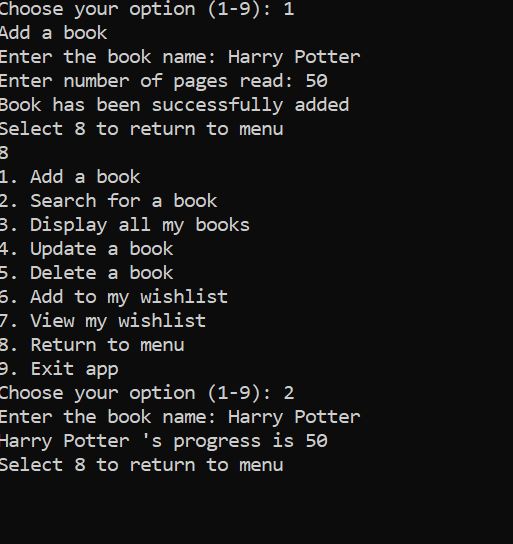 Choose your option (1-9): 1
Add a book
Enter the book name: Harry Potter
Enter number of pages read: 50
Book has been successfully added
Select 8 to return to menu
8
1. Add a book
2. Search for a book
3. Display all my books
4. Update a book
5. Delete a book
6. Add to my wishlist
7. View my wishlist
8. Return to menu
9. Exit app
Choose your option (1-9): 2
Enter the book name: Harry Potter
Harry Potter 's progress is 50
Select 8 to return to menu